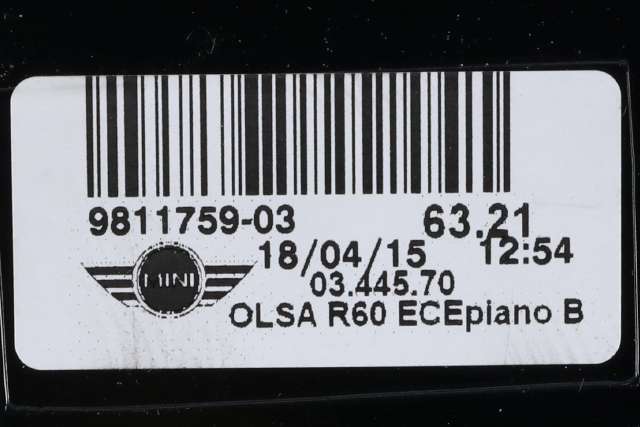 9811759-03 63.21
18/04/15 12:54
MINI
03.445.70
OLSA R60 ECEpiano B